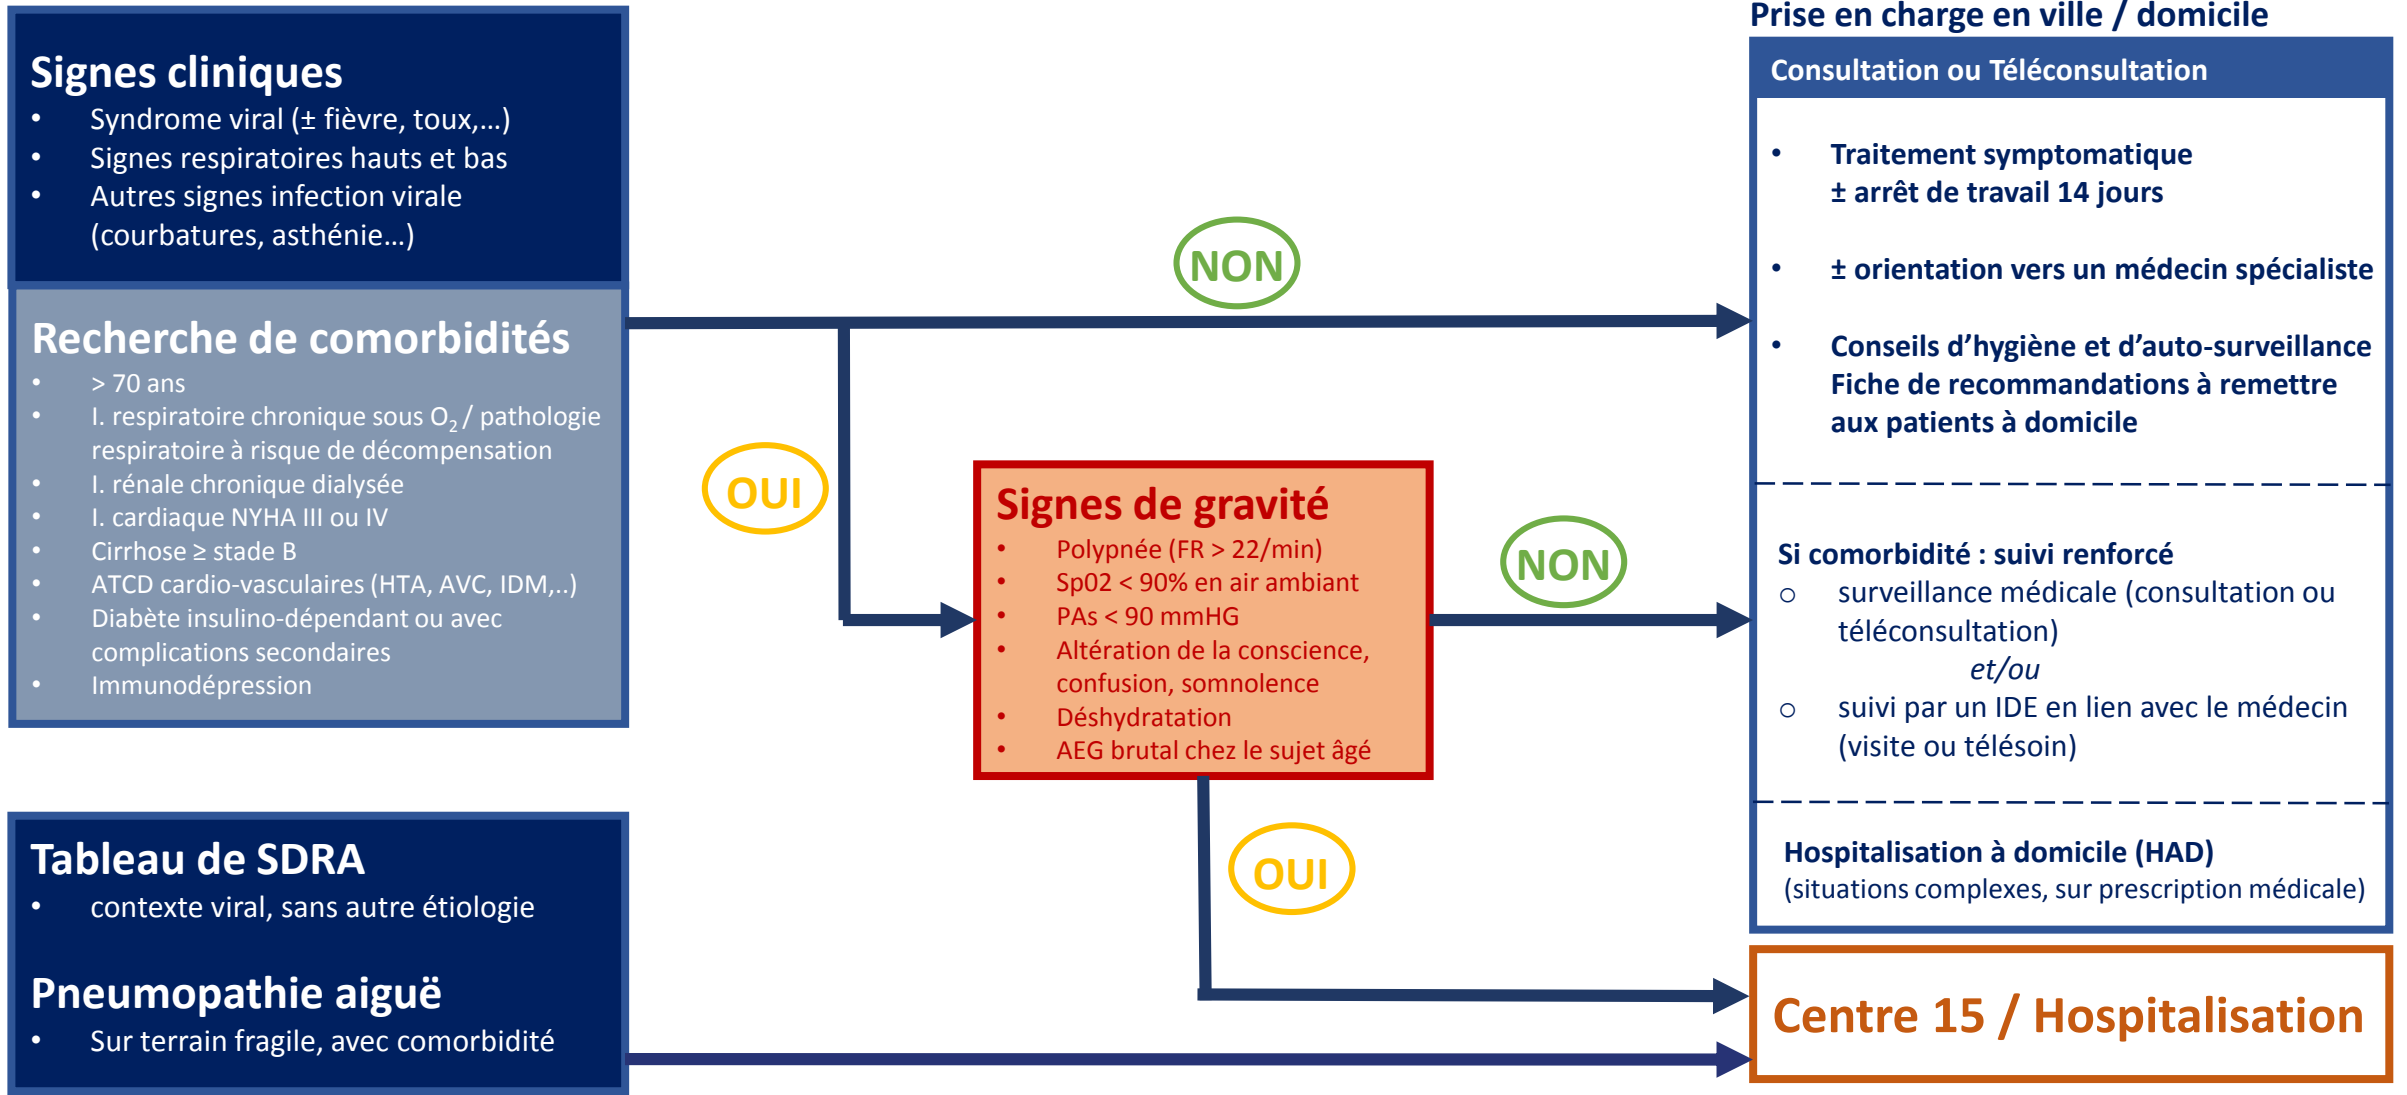 Signes cliniques
• Syndrome viral (± fièvre, toux,...)
• Signes respiratoires hauts et bas
• Autres signes infection virale
(courbatures, asthénie...)
Recherche de comorbidités
• > 70 ans
• I. respiratoire chronique sous O₂ / pathologie
respiratoire à risque de décompensation
• I. rénale chronique dialysée
• I. cardiaque NYHA III ou IV
• Cirrhose ≥ stade B
• ATCD cardio-vasculaires (HTA, AVC, IDM,..)
• Diabète insulino-dépendant ou avec
complications secondaires
• Immunodépression
Tableau de SDRA
• contexte viral, sans autre étiologie
Pneumopathie aiguë
• Sur terrain fragile, avec comorbidité
NON
OUI
Signes de gravité
• Polypnée (FR > 22/min)
• Sp02 < 90% en air ambiant
• PAs < 90 mmHG
• Altération de la conscience,
confusion, somnolence
• Déshydratation
• AEG brutal chez le sujet âgé
NON
OUI
Prise en charge en ville / domicile
Consultation ou Téléconsultation
• Traitement symptomatique
± arrêt de travail 14 jours
• ± orientation vers un médecin spécialiste
• Conseils d’hygiène et d’auto-surveillance
Fiche de recommandations à remettre
aux patients à domicile
Si comorbidité : suivi renforcé
o surveillance médicale (consultation ou
téléconsultation)
et/ou
o suivi par un IDE en lien avec le médecin
(visite ou télésoin)
Hospitalisation à domicile (HAD)
(situations complexes, sur prescription médicale)
Centre 15 / Hospitalisation